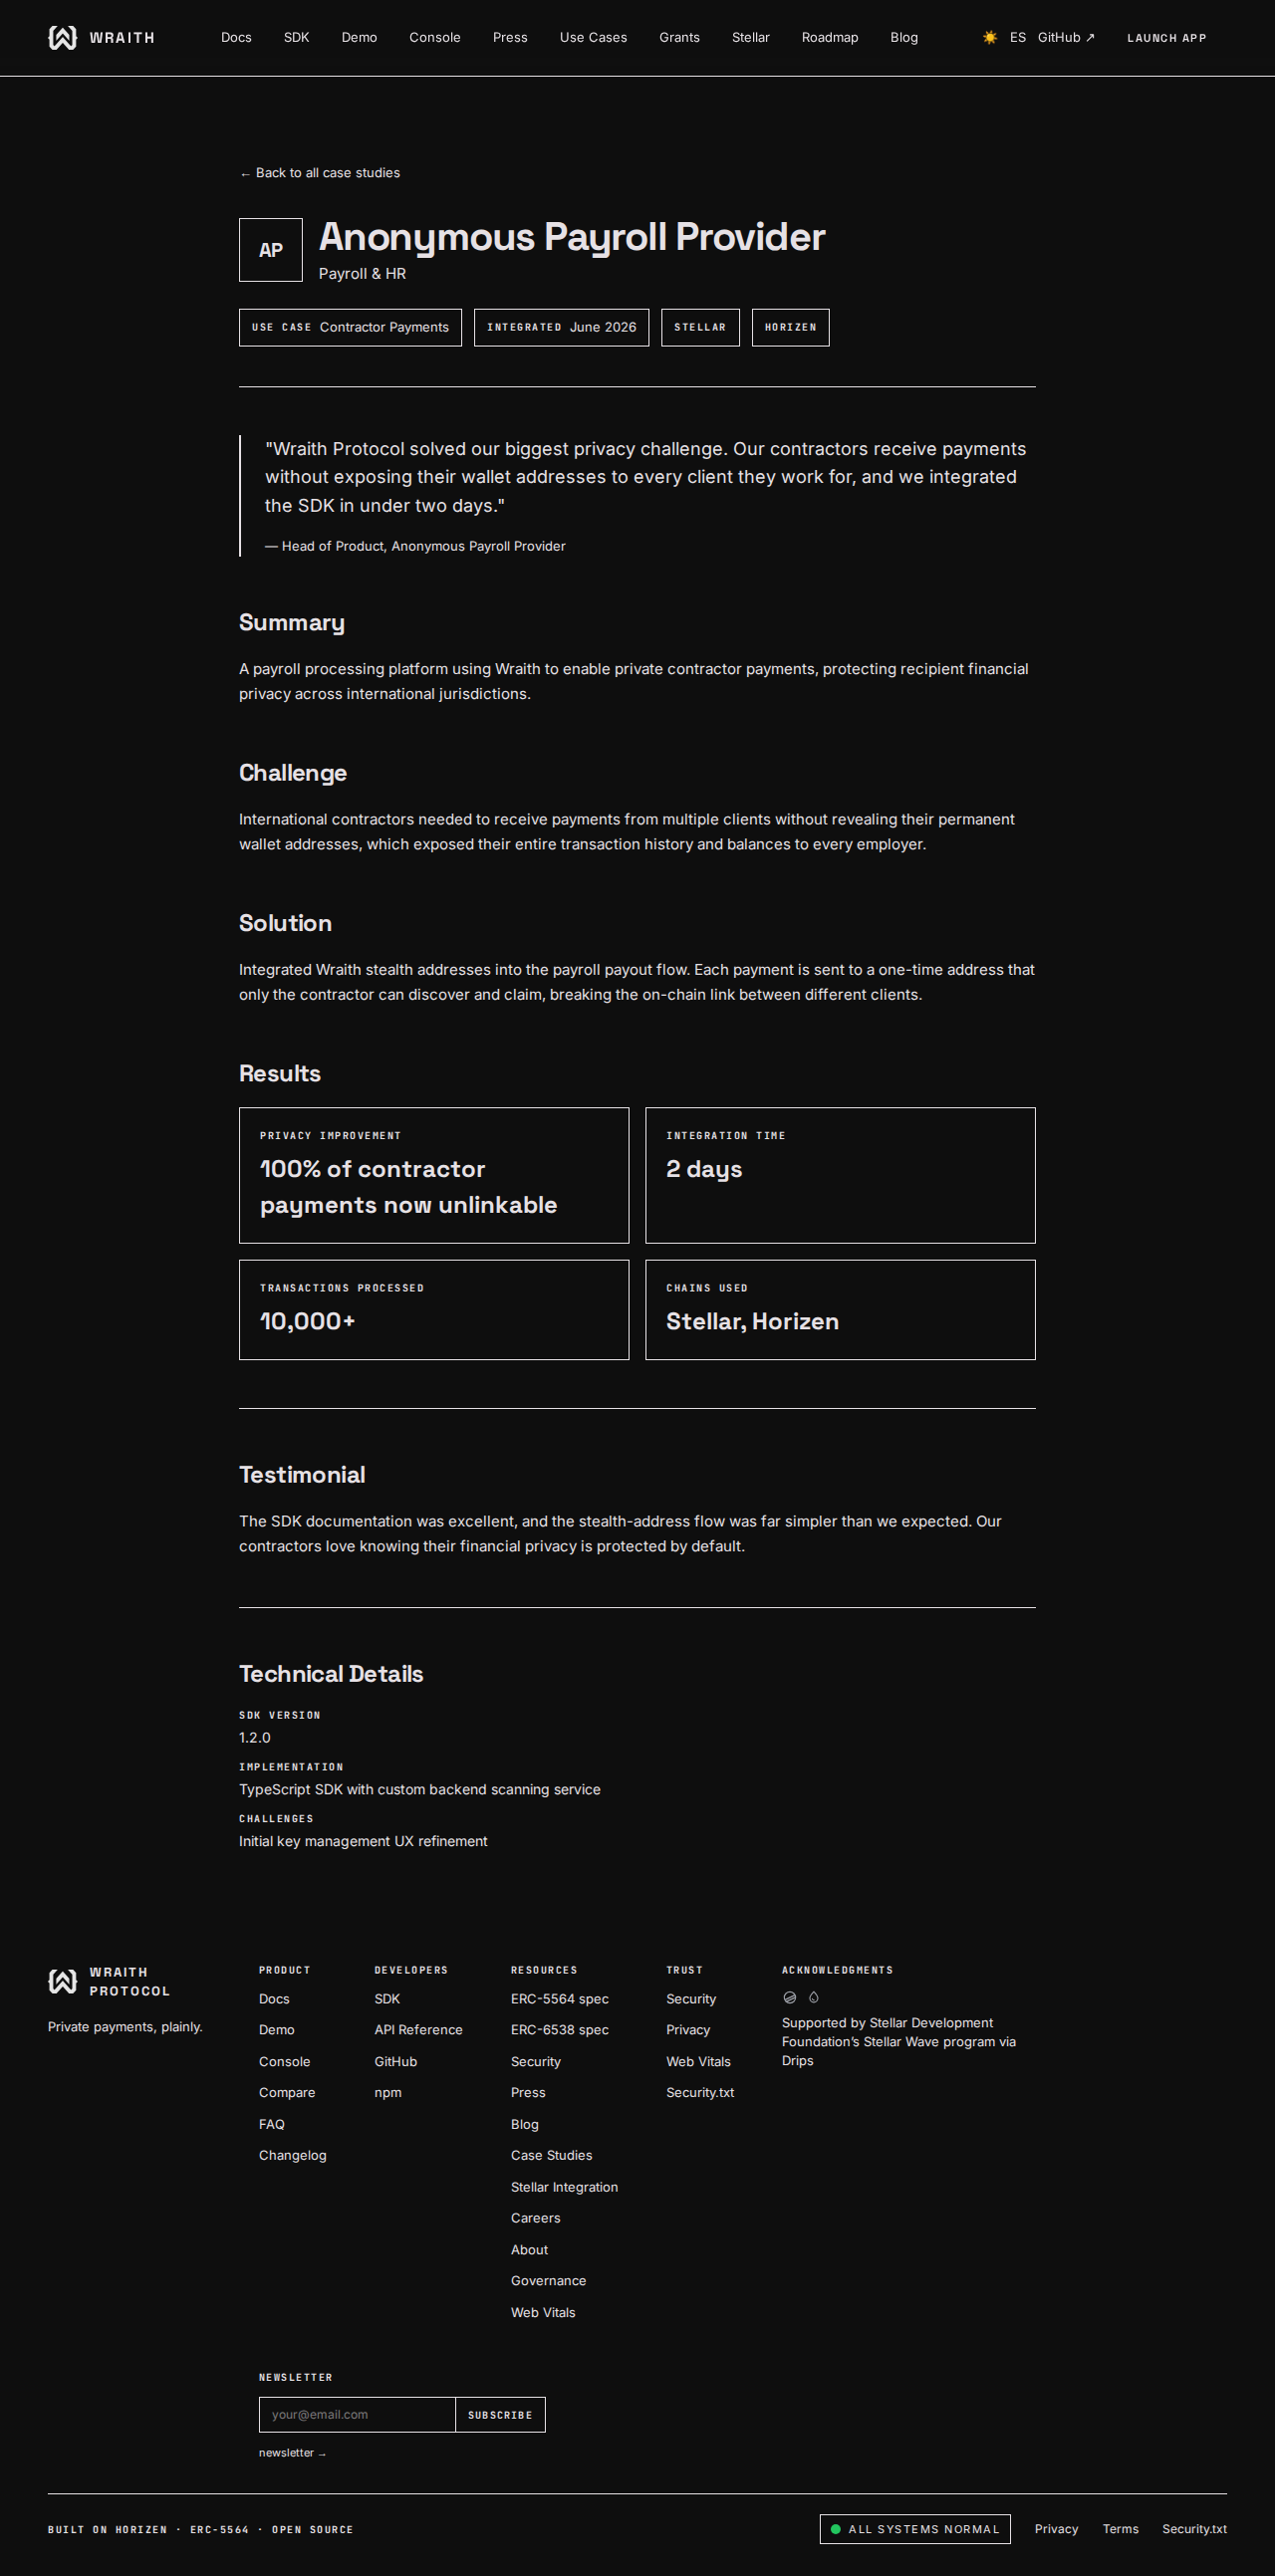 WRAITH
Docs SDK Demo Console Press Use Cases Grants Stellar Roadmap Blog
ES GitHub ↗ LAUNCH APP
← Back to all case studies
AP
Anonymous Payroll Provider
Payroll & HR
USE CASE Contractor Payments
INTEGRATED June 2026
STELLAR
HORIZEN
"Wraith Protocol solved our biggest privacy challenge. Our contractors receive payments
without exposing their wallet addresses to every client they work for, and we integrated
the SDK in under two days."
— Head of Product, Anonymous Payroll Provider
Summary
A payroll processing platform using Wraith to enable private contractor payments, protecting recipient financial
privacy across international jurisdictions.
Challenge
International contractors needed to receive payments from multiple clients without revealing their permanent
wallet addresses, which exposed their entire transaction history and balances to every employer.
Solution
Integrated Wraith stealth addresses into the payroll payout flow. Each payment is sent to a one-time address that
only the contractor can discover and claim, breaking the on-chain link between different clients.
Results
PRIVACY IMPROVEMENT
100% of contractor
payments now unlinkable
INTEGRATION TIME
2 days
TRANSACTIONS PROCESSED
10,000+
CHAINS USED
Stellar, Horizen
Testimonial
The SDK documentation was excellent, and the stealth-address flow was far simpler than we expected. Our
contractors love knowing their financial privacy is protected by default.
Technical Details
SDK VERSION
1.2.0
IMPLEMENTATION
TypeScript SDK with custom backend scanning service
CHALLENGES
Initial key management UX refinement
WRAITH
PROTOCOL
Private payments, plainly.
PRODUCT
Docs
Demo
Console
Compare
FAQ
Changelog
DEVELOPERS
SDK
API Reference
GitHub
npm
RESOURCES
ERC-5564 spec
ERC-6538 spec
Security
Press
Blog
Case Studies
Stellar Integration
Careers
About
Governance
Web Vitals
TRUST
Security
Privacy
Web Vitals
Security.txt
ACKNOWLEDGMENTS
Supported by Stellar Development
Foundation's Stellar Wave program via
Drips
NEWSLETTER
your@email.com
SUBSCRIBE
newsletter →
BUILT ON HORIZEN · ERC-5564 · OPEN SOURCE
ALL SYSTEMS NORMAL
Privacy Terms Security.txt